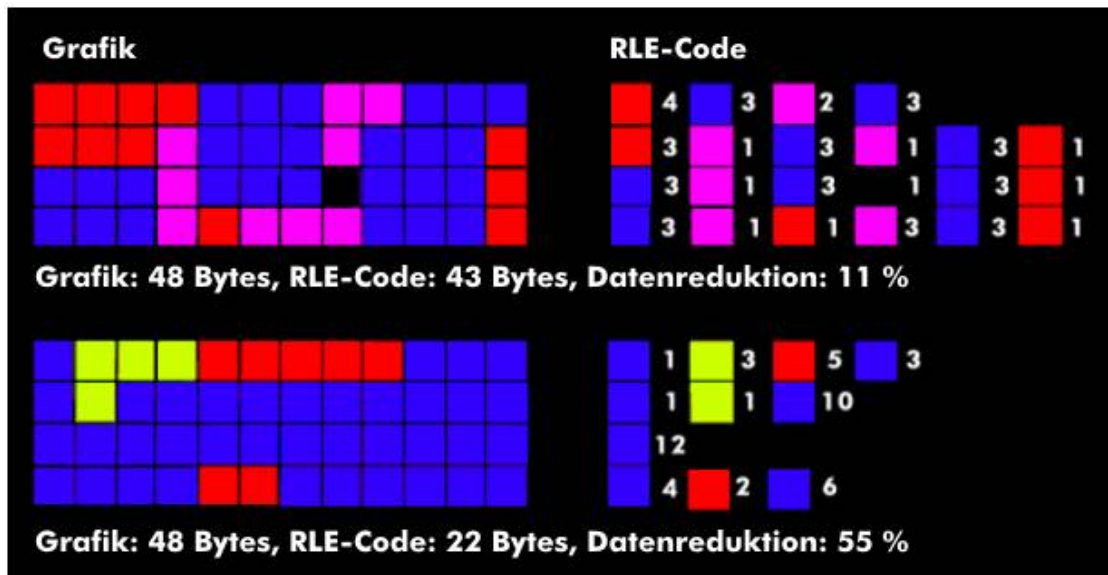 Grafik
RLE-Code
4 3 2 3
3 1 3 1 3 1
3 1 3 1 3 1
3 1 1 3 3 1
Grafik: 48 Bytes, RLE-Code: 43 Bytes, Datenreduktion: 11 %
1 3 5 3
1 1 10
12
4 2 6
Grafik: 48 Bytes, RLE-Code: 22 Bytes, Datenreduktion: 55 %